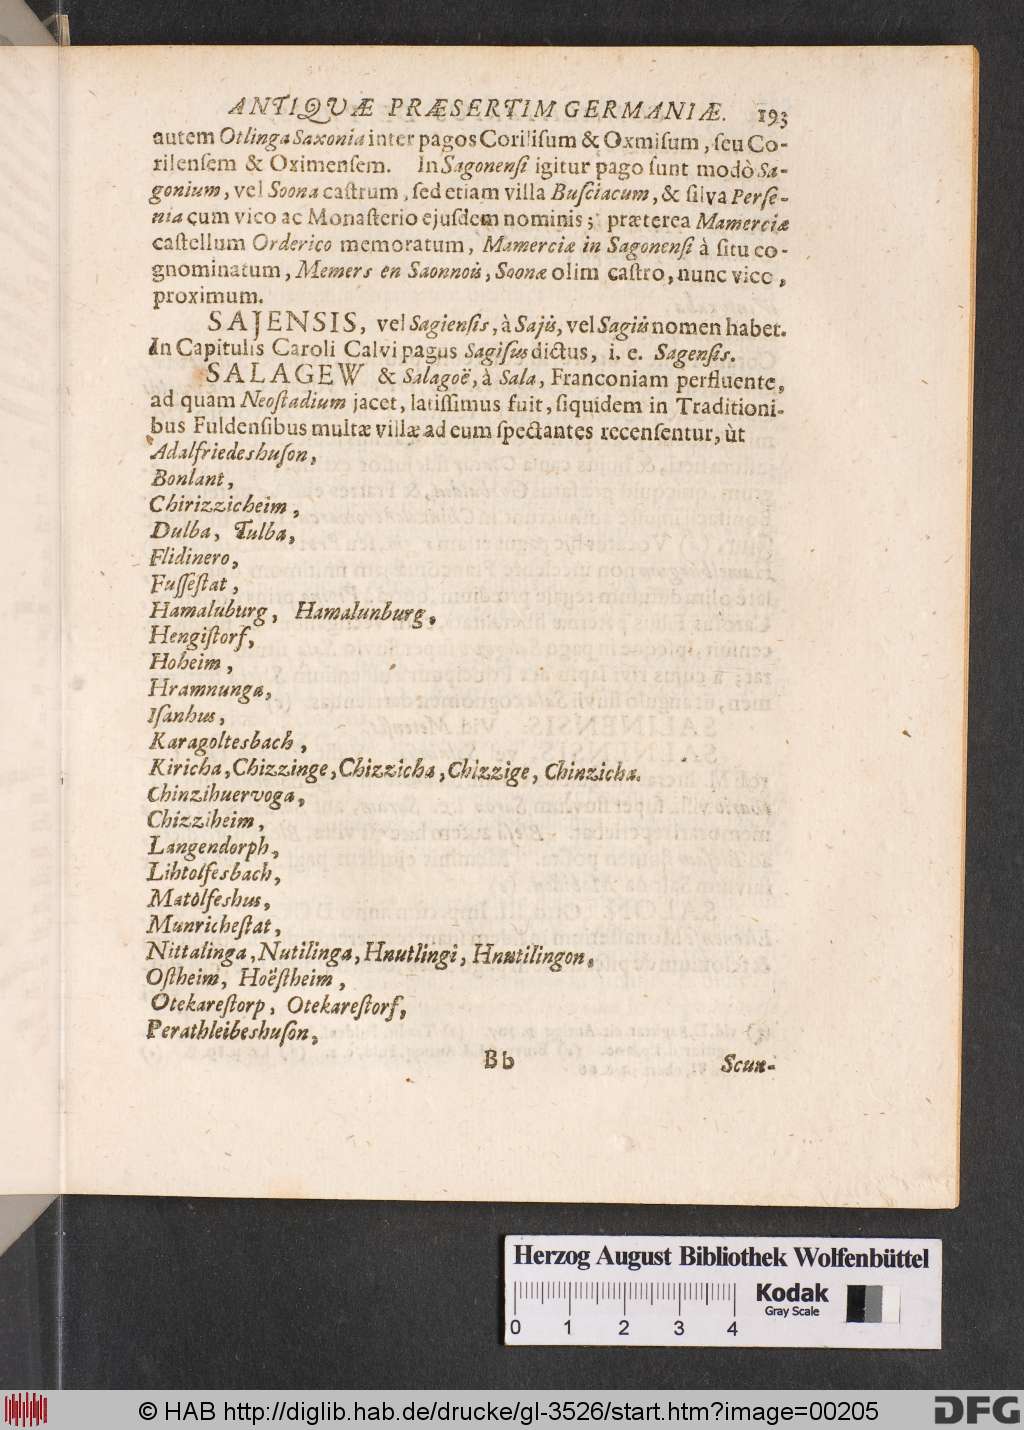 ANTIQVÆ PRÆSERTIM GERMANIÆ. 193
autem Otlinga Saxonia inter pagos Corilisum & Oxmisum, seu Co-
rilensem & Oximensem. In Sagonensi igitur pago sunt modò Sa-
gonium, vel Soona castrum, sed etiam villa Busciacum, & silva Perse-
nia cum vico ac Monasterio ejusdem nominis; præterea Mamerciæ
castellum Orderico memoratum, Mamerciæ in Sagonensi à situ co-
gnominatum, Memers en Saonnois, Soonæ olim castro, nunc vico,
proximum.
SAJENSIS, vel Sagiensis, à Sajis, vel Sagiis nomen habet.
In Capitulis Caroli Calvi pagus Sagisus dictus, i. e. Sagensis.
SALAGEW & Salagoë, à Sala, Franconiam perfluente,
ad quam Neostadium jacet, latissimus fuit, siquidem in Traditioni-
bus Fuldensibus multæ villæ ad eum spectantes recensentur, ùt
Adalfriedeshuson,
Bonlant,
Chirizzicheim,
Dulba, Tulba,
Flidinero,
Fussestat,
Hamaluburg, Hamalunburg,
Hengistorf,
Hoheim,
Hramnunga,
Isanhus,
Karagoltesbach,
Kiricha, Chizzinge, Chizzicha, Chizzige, Chinzicha.
Chinzihuervoga,
Chizziheim,
Langendorph,
Lihtolfesbach,
Matolfeshus,
Munrichestat,
Nittalinga, Nutilinga, Hnutlingi, Hnutilingon,
Ostheim, Hoëstheim,
Otekarestorp, Otekarestorf,
Perathleibeshuson,
Bb Scun-
Herzog August Bibliothek Wolfenbüttel
Kodak
Gray Scale
0 1 2 3 4
© HAB http://diglib.hab.de/drucke/gl-3526/start.htm?image=00205
DFG